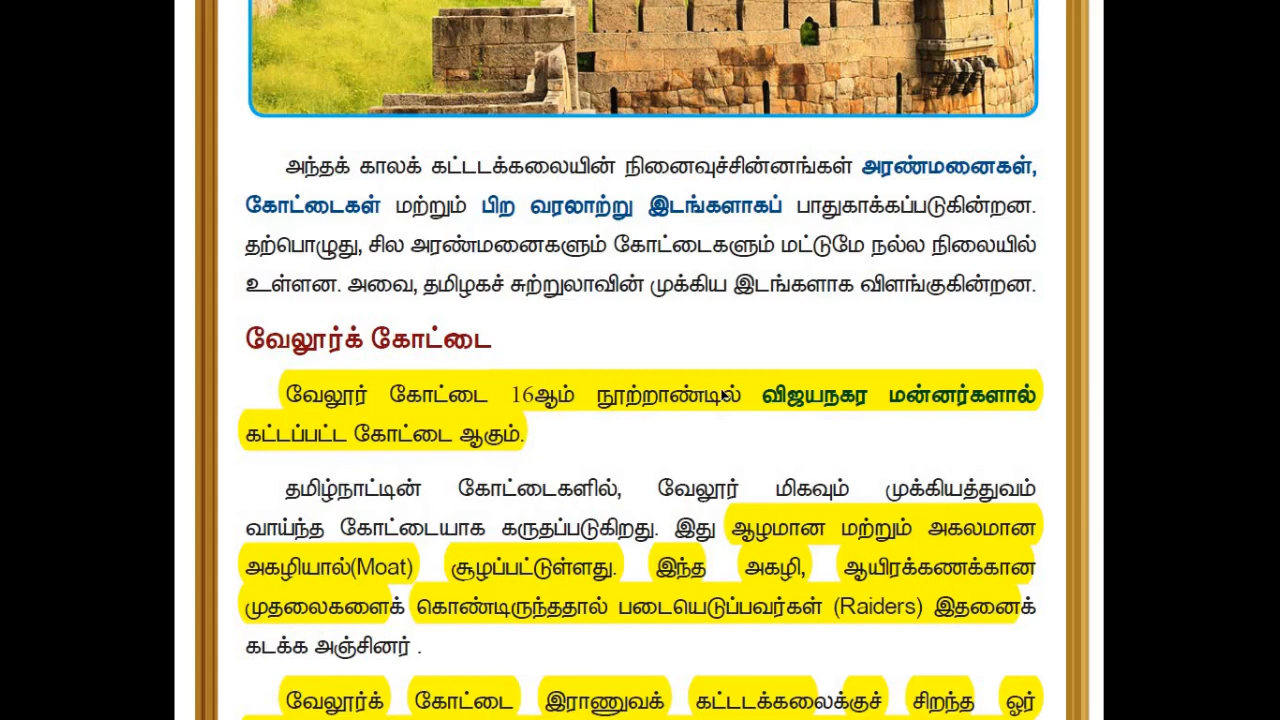 அந்தக் காலக் கட்டடக்கலையின் நினைவுச்சின்னங்கள் அரண்மனைகள்,
கோட்டைகள் மற்றும் பிற வரலாற்று இடங்களாகப் பாதுகாக்கப்படுகின்றன.
தற்பொழுது, சில அரண்மனைகளும் கோட்டைகளும் மட்டுமே நல்ல நிலையில்
உள்ளன. அவை, தமிழகச் சுற்றுலாவின் முக்கிய இடங்களாக விளங்குகின்றன.
வேலூர்க் கோட்டை
வேலூர் கோட்டை 16ஆம் நூற்றாண்டில் விஜயநகர மன்னர்களால்
கட்டப்பட்ட கோட்டை ஆகும்.
தமிழ்நாட்டின் கோட்டைகளில், வேலூர் மிகவும் முக்கியத்துவம்
வாய்ந்த கோட்டையாக கருதப்படுகிறது. இது ஆழமான மற்றும் அகலமான
அகழியால்(Moat) சூழப்பட்டுள்ளது. இந்த அகழி, ஆயிரக்கணக்கான
முதலைகளைக் கொண்டிருந்ததால் படையெடுப்பவர்கள் (Raiders) இதனைக்
கடக்க அஞ்சினர் .
வேலூர்க் கோட்டை இராணுவக் கட்டடக்கலைக்குச் சிறந்த ஓர்